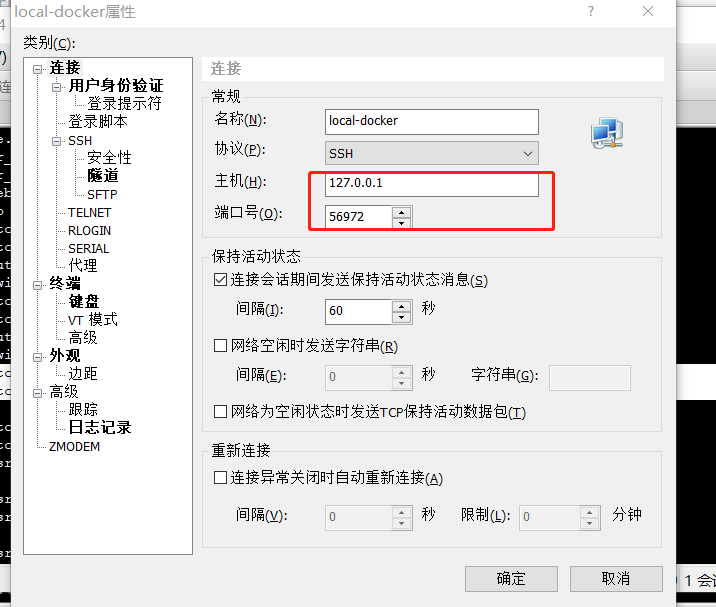 local-docker属性
类别(C):
连接
用户身份验证
登录提示符
登录脚本
SSH
安全性
隧道
SFTP
TELNET
RLOGIN
SERIAL
代理
终端
键盘
VT 模式
高级
外观
边距
高级
跟踪
日志记录
ZMODEM
连接
常规
名称(N): local-docker
协议(P): SSH
主机(H): 127.0.0.1
端口号(O): 56972
保持活动状态
连接会话期间发送保持活动状态消息(S)
间隔(I): 60 秒
网络空闲时发送字符串(R)
间隔(E): 0 秒 字符串(G):
网络为空闲状态时发送TCP保持活动数据包(T)
重新连接
连接异常关闭时自动重新连接(A)
间隔(V): 0 秒 限制(L): 0 分钟
确定 取消